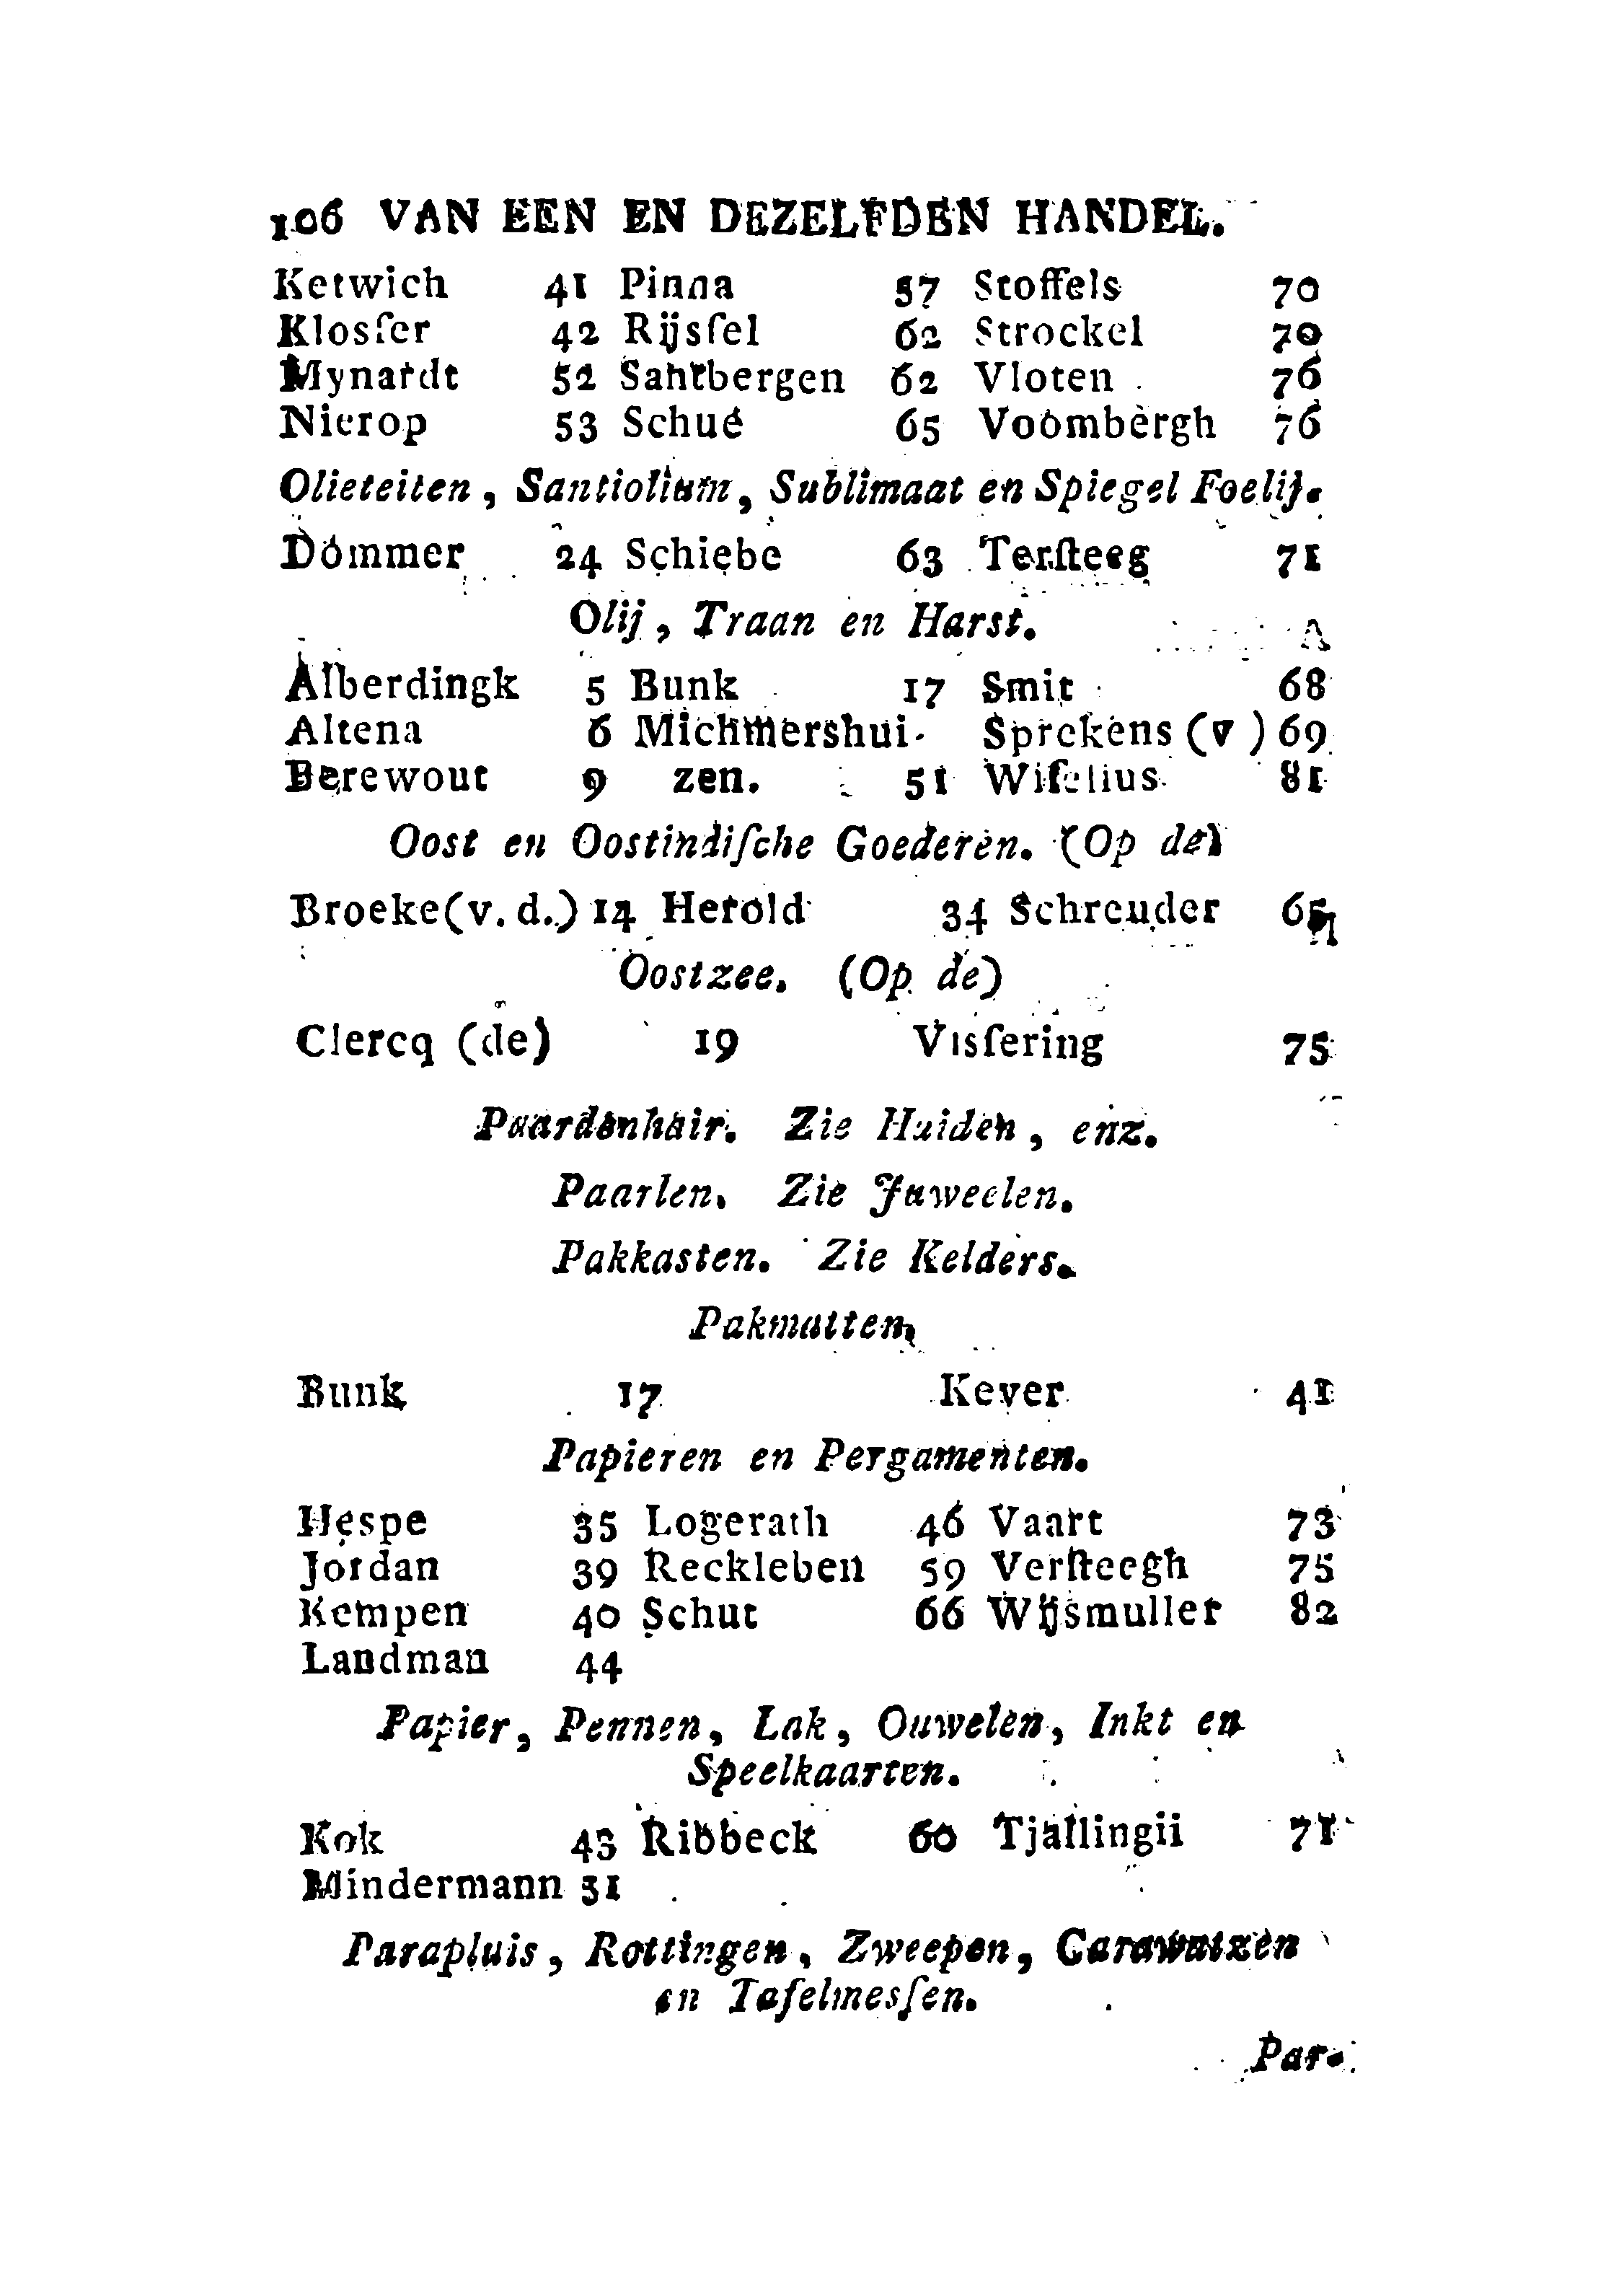 106 VAN EEN EN DEZELFDEN HANDEL.
Ketwich 41 Pinna 57 Stoffels 70
Klosſer 42 Rijsſel 62 Strockel 70
Mynardt 52 Santbergen 62 Vloten 76
Nierop 53 Schué 65 Voombergh 76
Olieteiten, Santiolium, Sublimaat en Spiegel Foelij.
Dommer 24 Schiebe 63 Terſteeg 71
Olij, Traan en Harst.
Alberdingk 5 Bunk 17 Smit 68
Altena 6 Michmershui- Sprekens (v ) 69
Berewout 9 zen. 51 Wiſelius 81
Oost en Oostindiſche Goederen. (Op de)
Broeke (v. d.) 14 Herold 34 Schreuder 65
Oostzee. (Op de)
Clercq (de) 19 Visſering 75
Paardenhair. Zie Huiden, enz.
Paarlen. Zie Juweelen.
Pakkasten. Zie Kelders.
Pakmatten.
Bunk 17 Kever 41
Papieren en Pergamenten.
Hespe 35 Logerath 46 Vaart 73
Jordan 39 Reckleben 59 Verſteegh 75
Kempen 40 Schut 66 Wijsmuller 82
Landman 44
Papier, Pennen, Lak, Ouwelen, Inkt en
Speelkaarten.
Kok 43 Ribbeck 60 Tjallingii 71
Mindermann 51
Parapluis, Rottingen, Zweepen, Carawatzen
en Tafelmesſen.
Par-